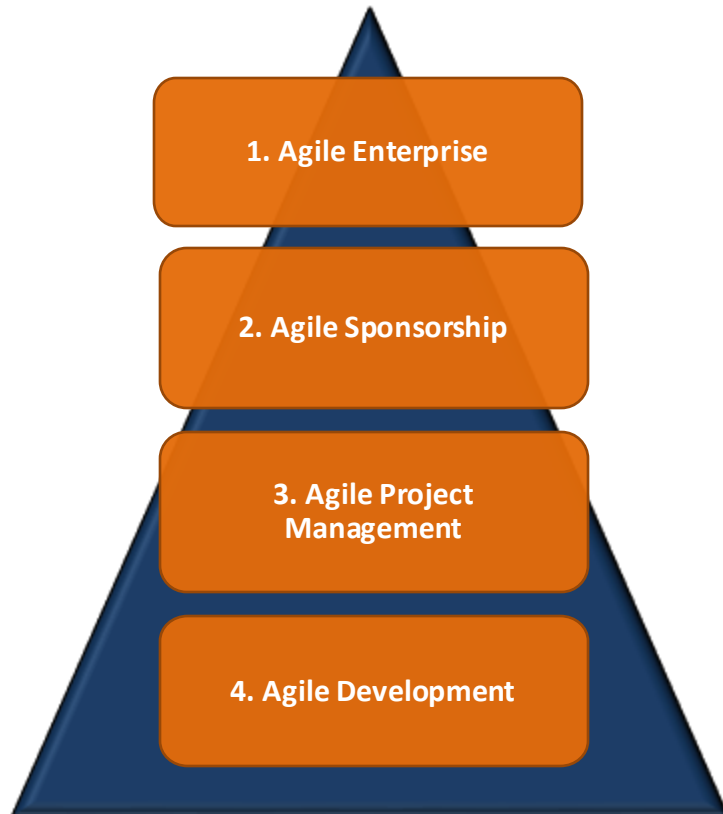 1. Agile Enterprise
2. Agile Sponsorship
3. Agile Project
Management
4. Agile Development